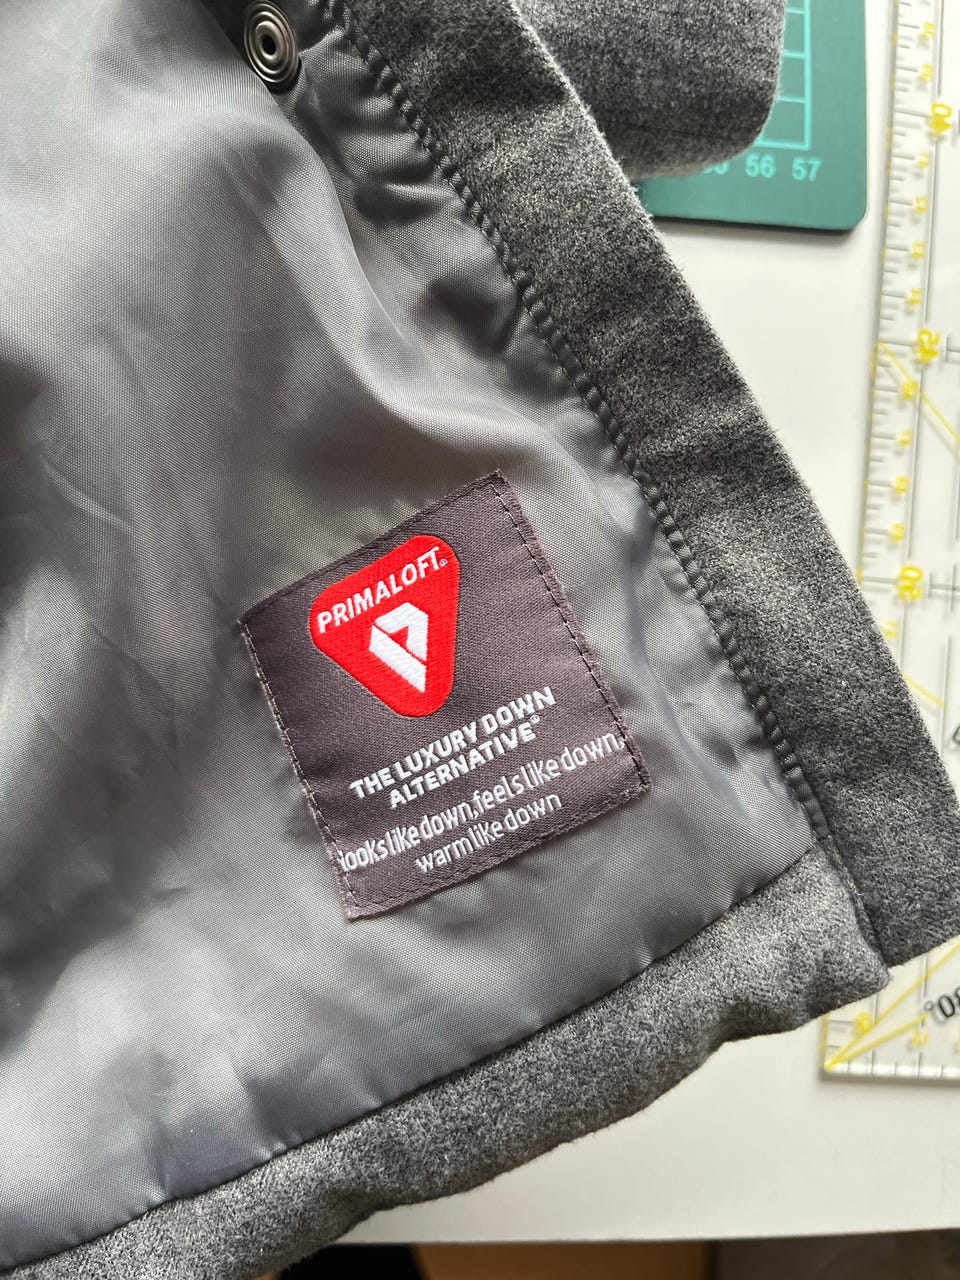 56 57
PRIMALOFT®
THE LUXURY DOWN
ALTERNATIVE®
looks like down, feels like down,
warm like down